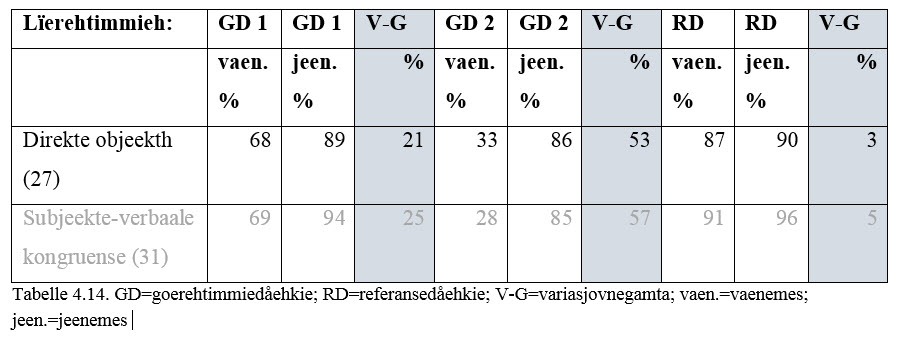 Lïerehtimmieh: GD 1 GD 1 V-G GD 2 GD 2 V-G RD RD V-G
vaen. jeen. % vaen. jeen. % vaen. jeen. %
% % % % % %
Direkte objeekth 68 89 21 33 86 53 87 90 3
(27)
Subjeekte-verbaale 69 94 25 28 85 57 91 96 5
kongruense (31)
Tabelle 4.14. GD=goerehtimmiedåehkie; RD=referansedåehkie; V-G=variasjovnegamta; vaen.=vaenemes;
jeen.=jeenemes